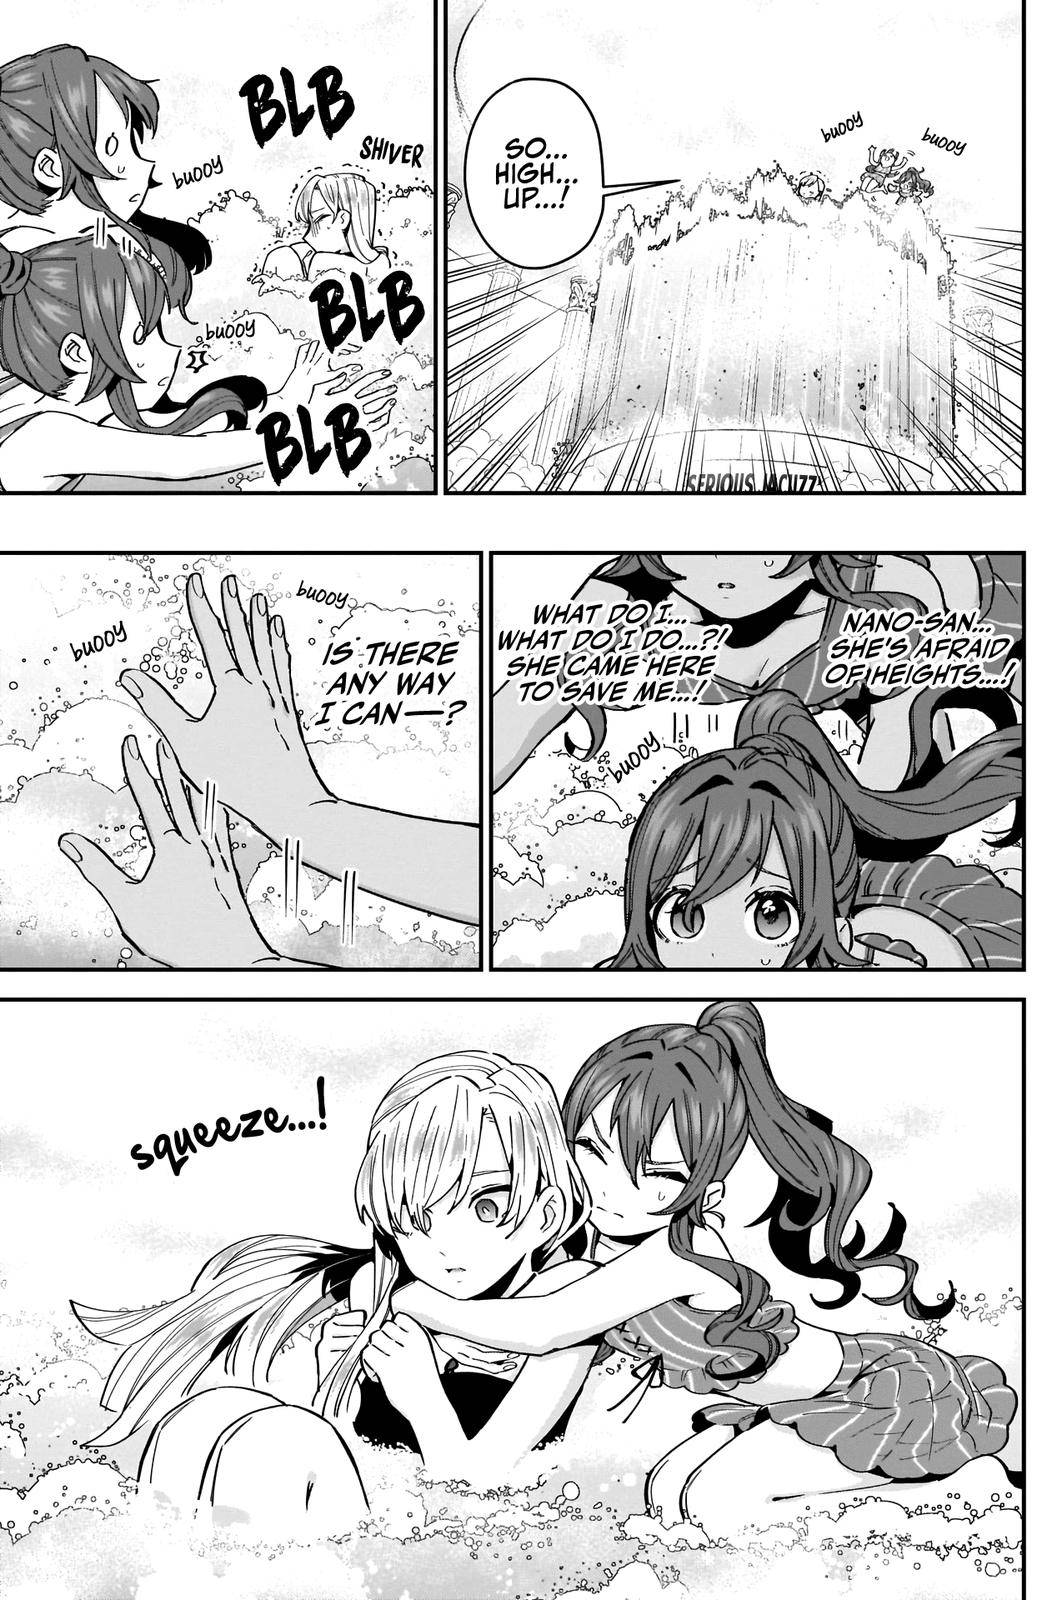 SO...
HIGH...
UP...!
buooy
buooy
SERIOUS JACUZZ
BLB
SHIVER
buooy
BLB
buooy
BLB
NANO-SAN...
SHE'S AFRAID
OF HEIGHTS...!
WHAT DO I...
WHAT DO I DO...?!
SHE CAME HERE
TO SAVE ME...!
buooy
buooy
buooy
IS THERE
ANY WAY
I CAN—?
squeeze...!